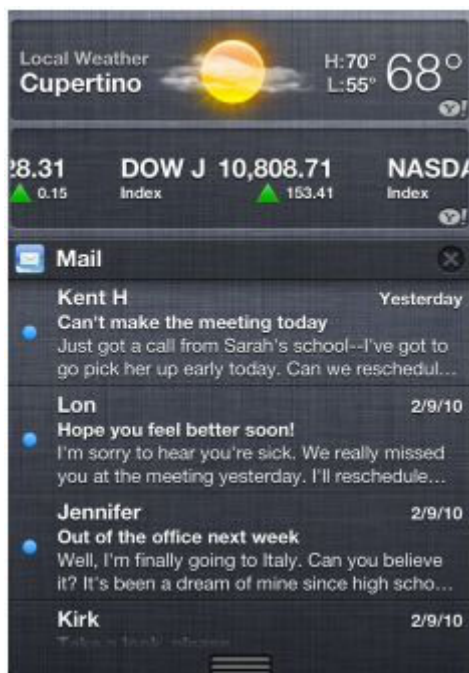 Local Weather
Cupertino
H:70°
L:55°
68°
Y!
28.31 DOW J 10,808.71 NASDA
0.15 Index 153.41 Index
Y!
Mail
Kent H Yesterday
Can't make the meeting today
Just got a call from Sarah's school--I've got to
go pick her up early today. Can we reschedul...
Lon 2/9/10
Hope you feel better soon!
I'm sorry to hear you're sick. We really missed
you at the meeting yesterday. I'll reschedule...
Jennifer 2/9/10
Out of the office next week
Well, I'm finally going to Italy. Can you believe
it? It's been a dream of mine since high scho...
Kirk 2/9/10
Take a look, please